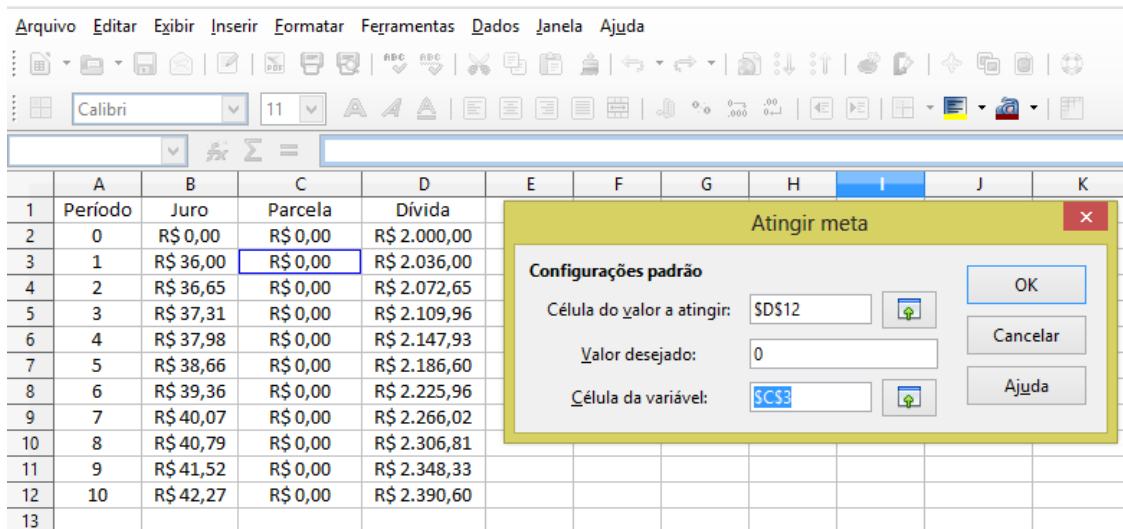 Arquivo Editar Exibir Inserir Formatar Ferramentas Dados Janela Ajuda
PDF ABC ABC
Calibri 11 A A A % .000 .00
fx Σ =
A B C D E F G H I J K
1 Período Juro Parcela Dívida
2 0 R$ 0,00 R$ 0,00 R$ 2.000,00
3 1 R$ 36,00 R$ 0,00 R$ 2.036,00
4 2 R$ 36,65 R$ 0,00 R$ 2.072,65
5 3 R$ 37,31 R$ 0,00 R$ 2.109,96
6 4 R$ 37,98 R$ 0,00 R$ 2.147,93
7 5 R$ 38,66 R$ 0,00 R$ 2.186,60
8 6 R$ 39,36 R$ 0,00 R$ 2.225,96
9 7 R$ 40,07 R$ 0,00 R$ 2.266,02
10 8 R$ 40,79 R$ 0,00 R$ 2.306,81
11 9 R$ 41,52 R$ 0,00 R$ 2.348,33
12 10 R$ 42,27 R$ 0,00 R$ 2.390,60
13
Atingir meta
Configurações padrão
Célula do valor a atingir: $D$12
Valor desejado: 0
Célula da variável: $C$3
OK
Cancelar
Ajuda